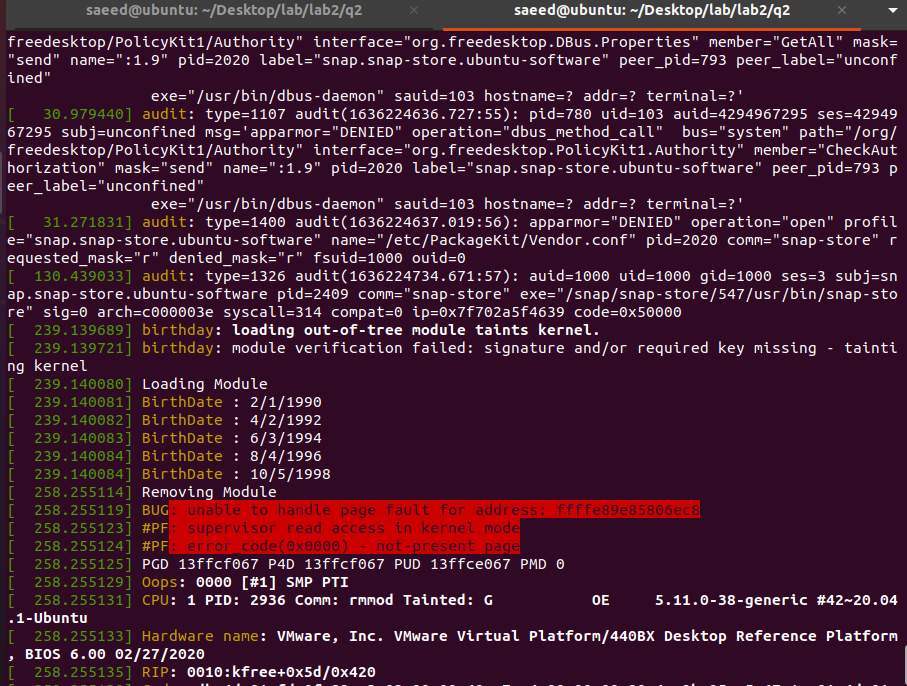 saeed@ubuntu: ~/Desktop/lab/lab2/q2 × saeed@ubuntu: ~/Desktop/lab/lab2/q2 ×
freedesktop/PolicyKit1/Authority" interface="org.freedesktop.DBus.Properties" member="GetAll" mask=
"send" name=":1.9" pid=2020 label="snap.snap-store.ubuntu-software" peer_pid=793 peer_label="unconf
ined"
exe="/usr/bin/dbus-daemon" sauid=103 hostname=? addr=? terminal=?'
[   30.979440] audit: type=1107 audit(1636224636.727:55): pid=780 uid=103 auid=4294967295 ses=42949
67295 subj=unconfined msg='apparmor="DENIED" operation="dbus_method_call"  bus="system" path="/org/
freedesktop/PolicyKit1/Authority" interface="org.freedesktop.PolicyKit1.Authority" member="CheckAut
horization" mask="send" name=":1.9" pid=2020 label="snap.snap-store.ubuntu-software" peer_pid=793 p
eer_label="unconfined"
exe="/usr/bin/dbus-daemon" sauid=103 hostname=? addr=? terminal=?'
[   31.271831] audit: type=1400 audit(1636224637.019:56): apparmor="DENIED" operation="open" profil
e="snap.snap-store.ubuntu-software" name="/etc/PackageKit/Vendor.conf" pid=2020 comm="snap-store" r
equested_mask="r" denied_mask="r" fsuid=1000 ouid=0
[  130.439033] audit: type=1326 audit(1636224734.671:57): auid=1000 uid=1000 gid=1000 ses=3 subj=sn
ap.snap-store.ubuntu-software pid=2409 comm="snap-store" exe="/snap/snap-store/547/usr/bin/snap-sto
re" sig=0 arch=c000003e syscall=314 compat=0 ip=0x7f702a5f4639 code=0x50000
[  239.139689] birthday: loading out-of-tree module taints kernel.
[  239.139721] birthday: module verification failed: signature and/or required key missing - tainti
ng kernel
[  239.140080] Loading Module
[  239.140081] BirthDate : 2/1/1990
[  239.140082] BirthDate : 4/2/1992
[  239.140083] BirthDate : 6/3/1994
[  239.140084] BirthDate : 8/4/1996
[  239.140084] BirthDate : 10/5/1998
[  258.255114] Removing Module
[  258.255119] BUG: unable to handle page fault for address: ffffe89e85806ec8
[  258.255123] #PF: supervisor read access in kernel mode
[  258.255124] #PF: error_code(0x0000) - not-present page
[  258.255125] PGD 13ffcf067 P4D 13ffcf067 PUD 13ffce067 PMD 0
[  258.255129] Oops: 0000 [#1] SMP PTI
[  258.255131] CPU: 1 PID: 2936 Comm: rmmod Tainted: G           OE     5.11.0-38-generic #42~20.04
.1-Ubuntu
[  258.255133] Hardware name: VMware, Inc. VMware Virtual Platform/440BX Desktop Reference Platform
, BIOS 6.00 02/27/2020
[  258.255135] RIP: 0010:kfree+0x5d/0x420